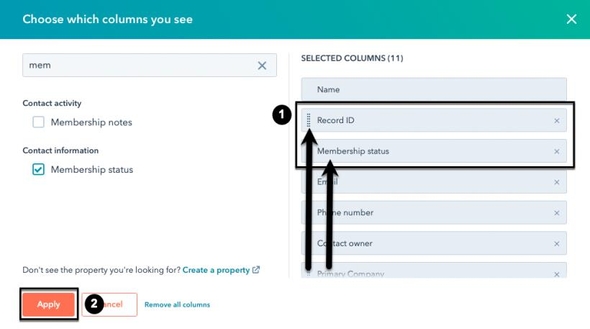 Choose which columns you see
mem
SELECTED COLUMNS (11)
Name
Contact activity
Membership notes
1
Record ID
Contact information
Membership status
Membership status
Email
Phone number
Contact owner
Primary Company
Don't see the property you're looking for? Create a property
Apply
2
Cancel
Remove all columns